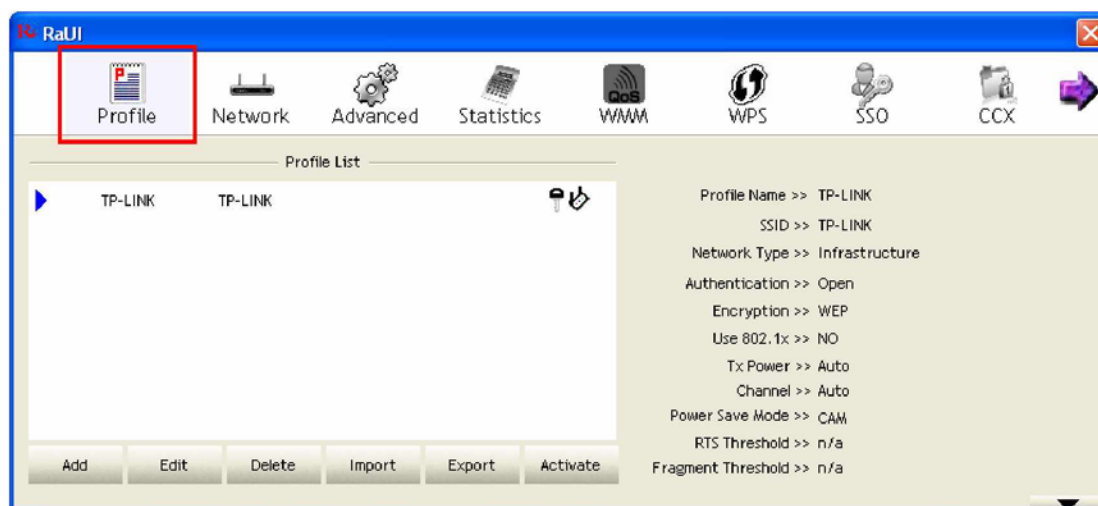 RaUI
Profile Network Advanced Statistics WMM WPS SSO CCX
QoS
Profile List
TP-LINK TP-LINK
Profile Name >> TP-LINK
SSID >> TP-LINK
Network Type >> Infrastructure
Authentication >> Open
Encryption >> WEP
Use 802.1x >> NO
Tx Power >> Auto
Channel >> Auto
Power Save Mode >> CAM
RTS Threshold >> n/a
Fragment Threshold >> n/a
Add Edit Delete Import Export Activate